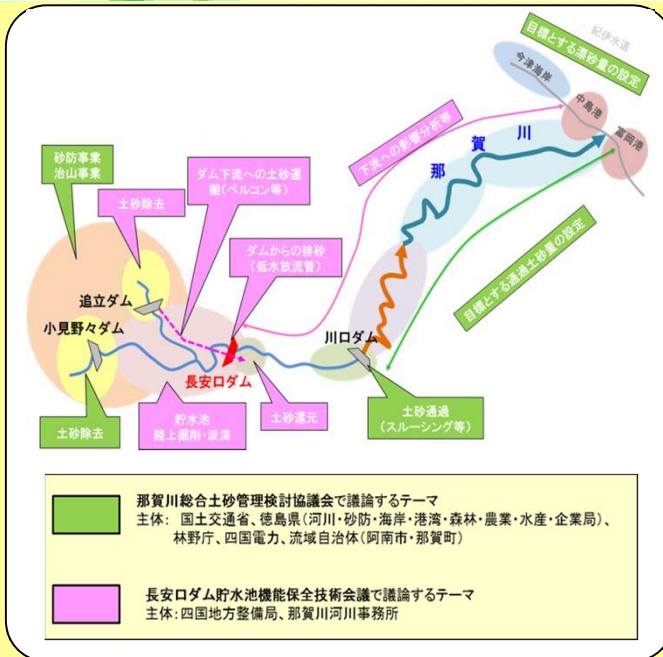 紀伊水道
目標とする漂砂量の設定
今津海岸
中島港
富岡港
那賀川
下流への影響分析等
砂防事業
治山事業
土砂除去
ダム下流への土砂運
搬(ベルコン等)
ダムからの排砂
(低水放流管)
目標とする通過土砂量の設定
追立ダム
小見野々ダム
川口ダム
長安口ダム
土砂除去
貯水池
陸上掘削・浚渫
土砂還元
土砂通過
(スルーシング等)
那賀川総合土砂管理検討協議会で議論するテーマ
主体: 国土交通省、徳島県(河川・砂防・海岸・港湾・森林・農業・水産・企業局)、
林野庁、四国電力、流域自治体(阿南市・那賀町)
長安口ダム貯水池機能保全技術会議で議論するテーマ
主体:四国地方整備局、那賀川河川事務所